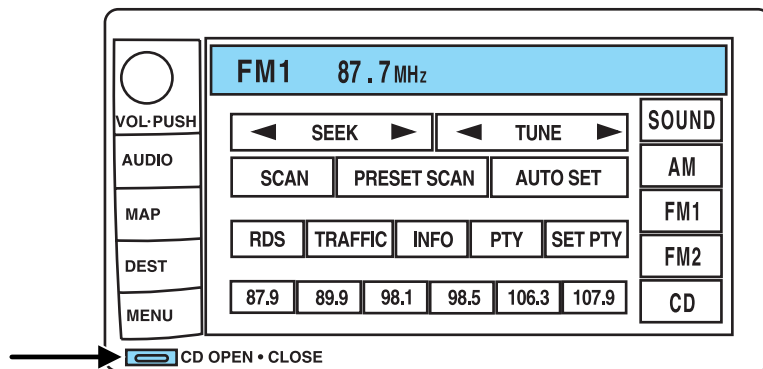 FM1 87.7 MHz
VOL·PUSH
AUDIO
MAP
DEST
MENU
◄ SEEK ► ◄ TUNE ►
SCAN PRESET SCAN AUTO SET
RDS TRAFFIC INFO PTY SET PTY
87.9 89.9 98.1 98.5 106.3 107.9
SOUND
AM
FM1
FM2
CD
CD OPEN • CLOSE